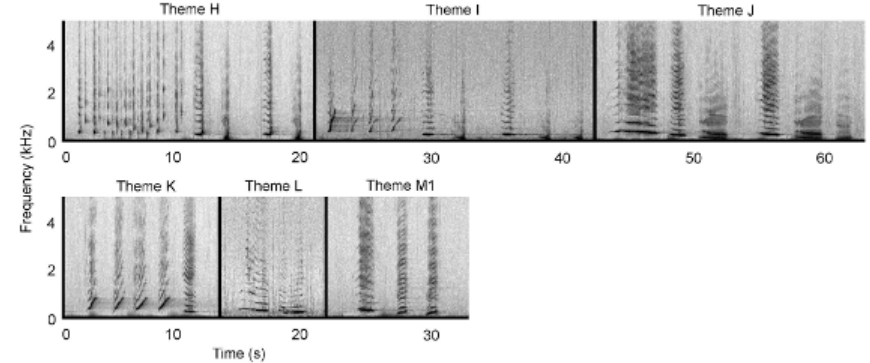 Theme H Theme I Theme J
4
2
0
0 10 20 30 40 50 60
Frequency (kHz)
Theme K Theme L Theme M1
4
2
0
0 10 20 30
Time (s)